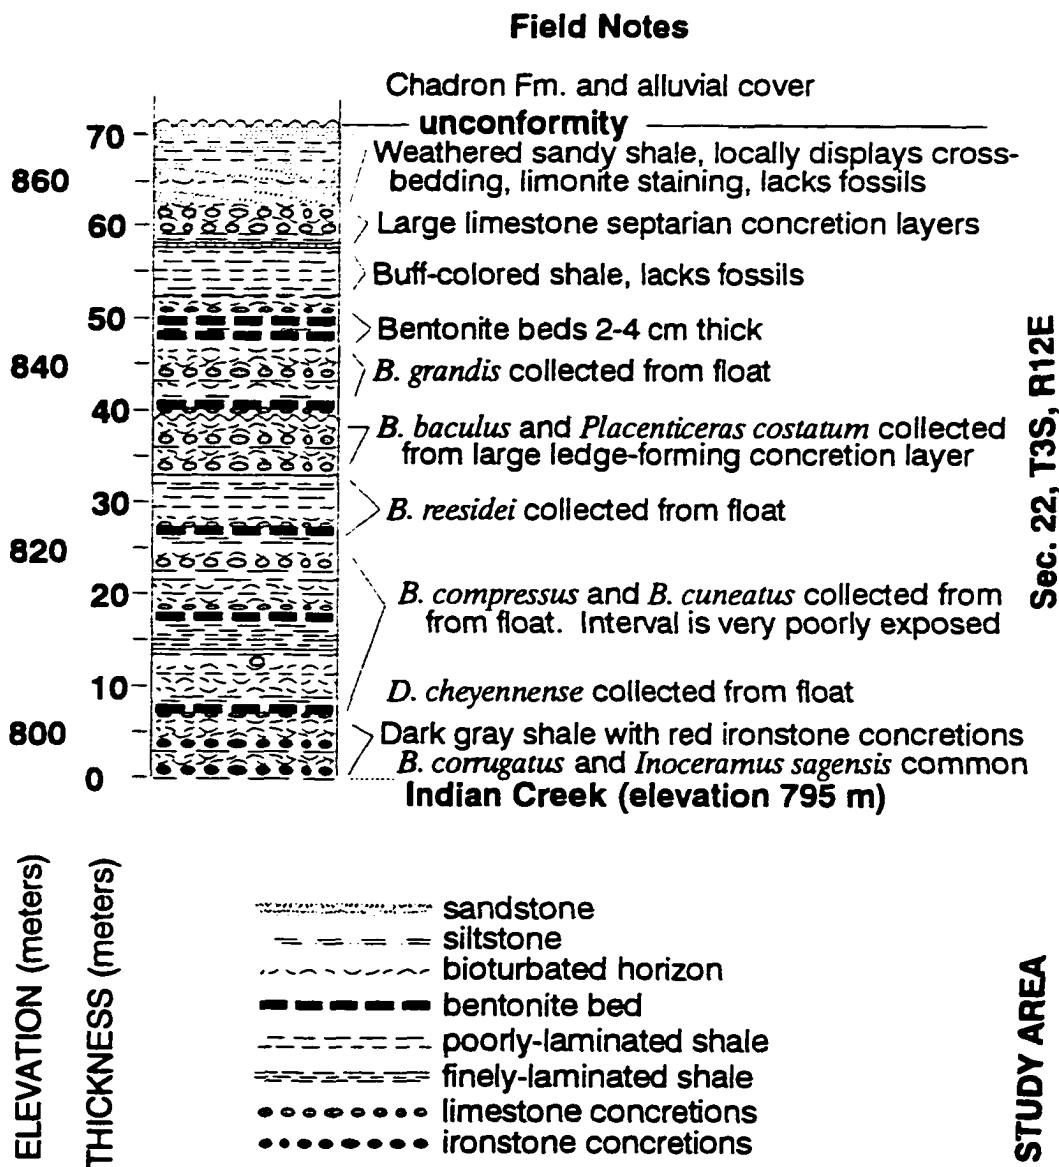 Field Notes
Chadron Fm. and alluvial cover
unconformity
Weathered sandy shale, locally displays cross-
bedding, limonite staining, lacks fossils
Large limestone septarian concretion layers
Buff-colored shale, lacks fossils
Bentonite beds 2-4 cm thick
B. grandis collected from float
B. baculus and Placenticeras costatum collected
from large ledge-forming concretion layer
B. reesidei collected from float
B. compressus and B. cuneatus collected from
from float. Interval is very poorly exposed
D. cheyennense collected from float
Dark gray shale with red ironstone concretions
B. corrugatus and Inoceramus sagensis common
Indian Creek (elevation 795 m)
70
860
60
50
840
40
30
820
20
10
800
0
Sec. 22, T3S, R12E
ELEVATION (meters)
THICKNESS (meters)
sandstone
siltstone
bioturbated horizon
bentonite bed
poorly-laminated shale
finely-laminated shale
limestone concretions
ironstone concretions
STUDY AREA